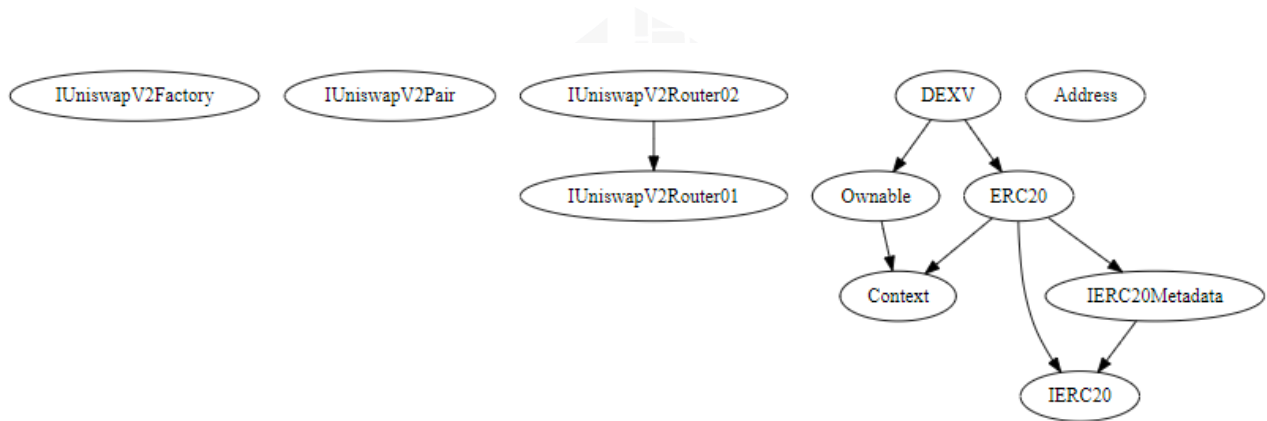 IUniswapV2Factory
IUniswapV2Pair
IUniswapV2Router02
DEXV
Address
IUniswapV2Router01
Ownable
ERC20
Context
IERC20Metadata
IERC20